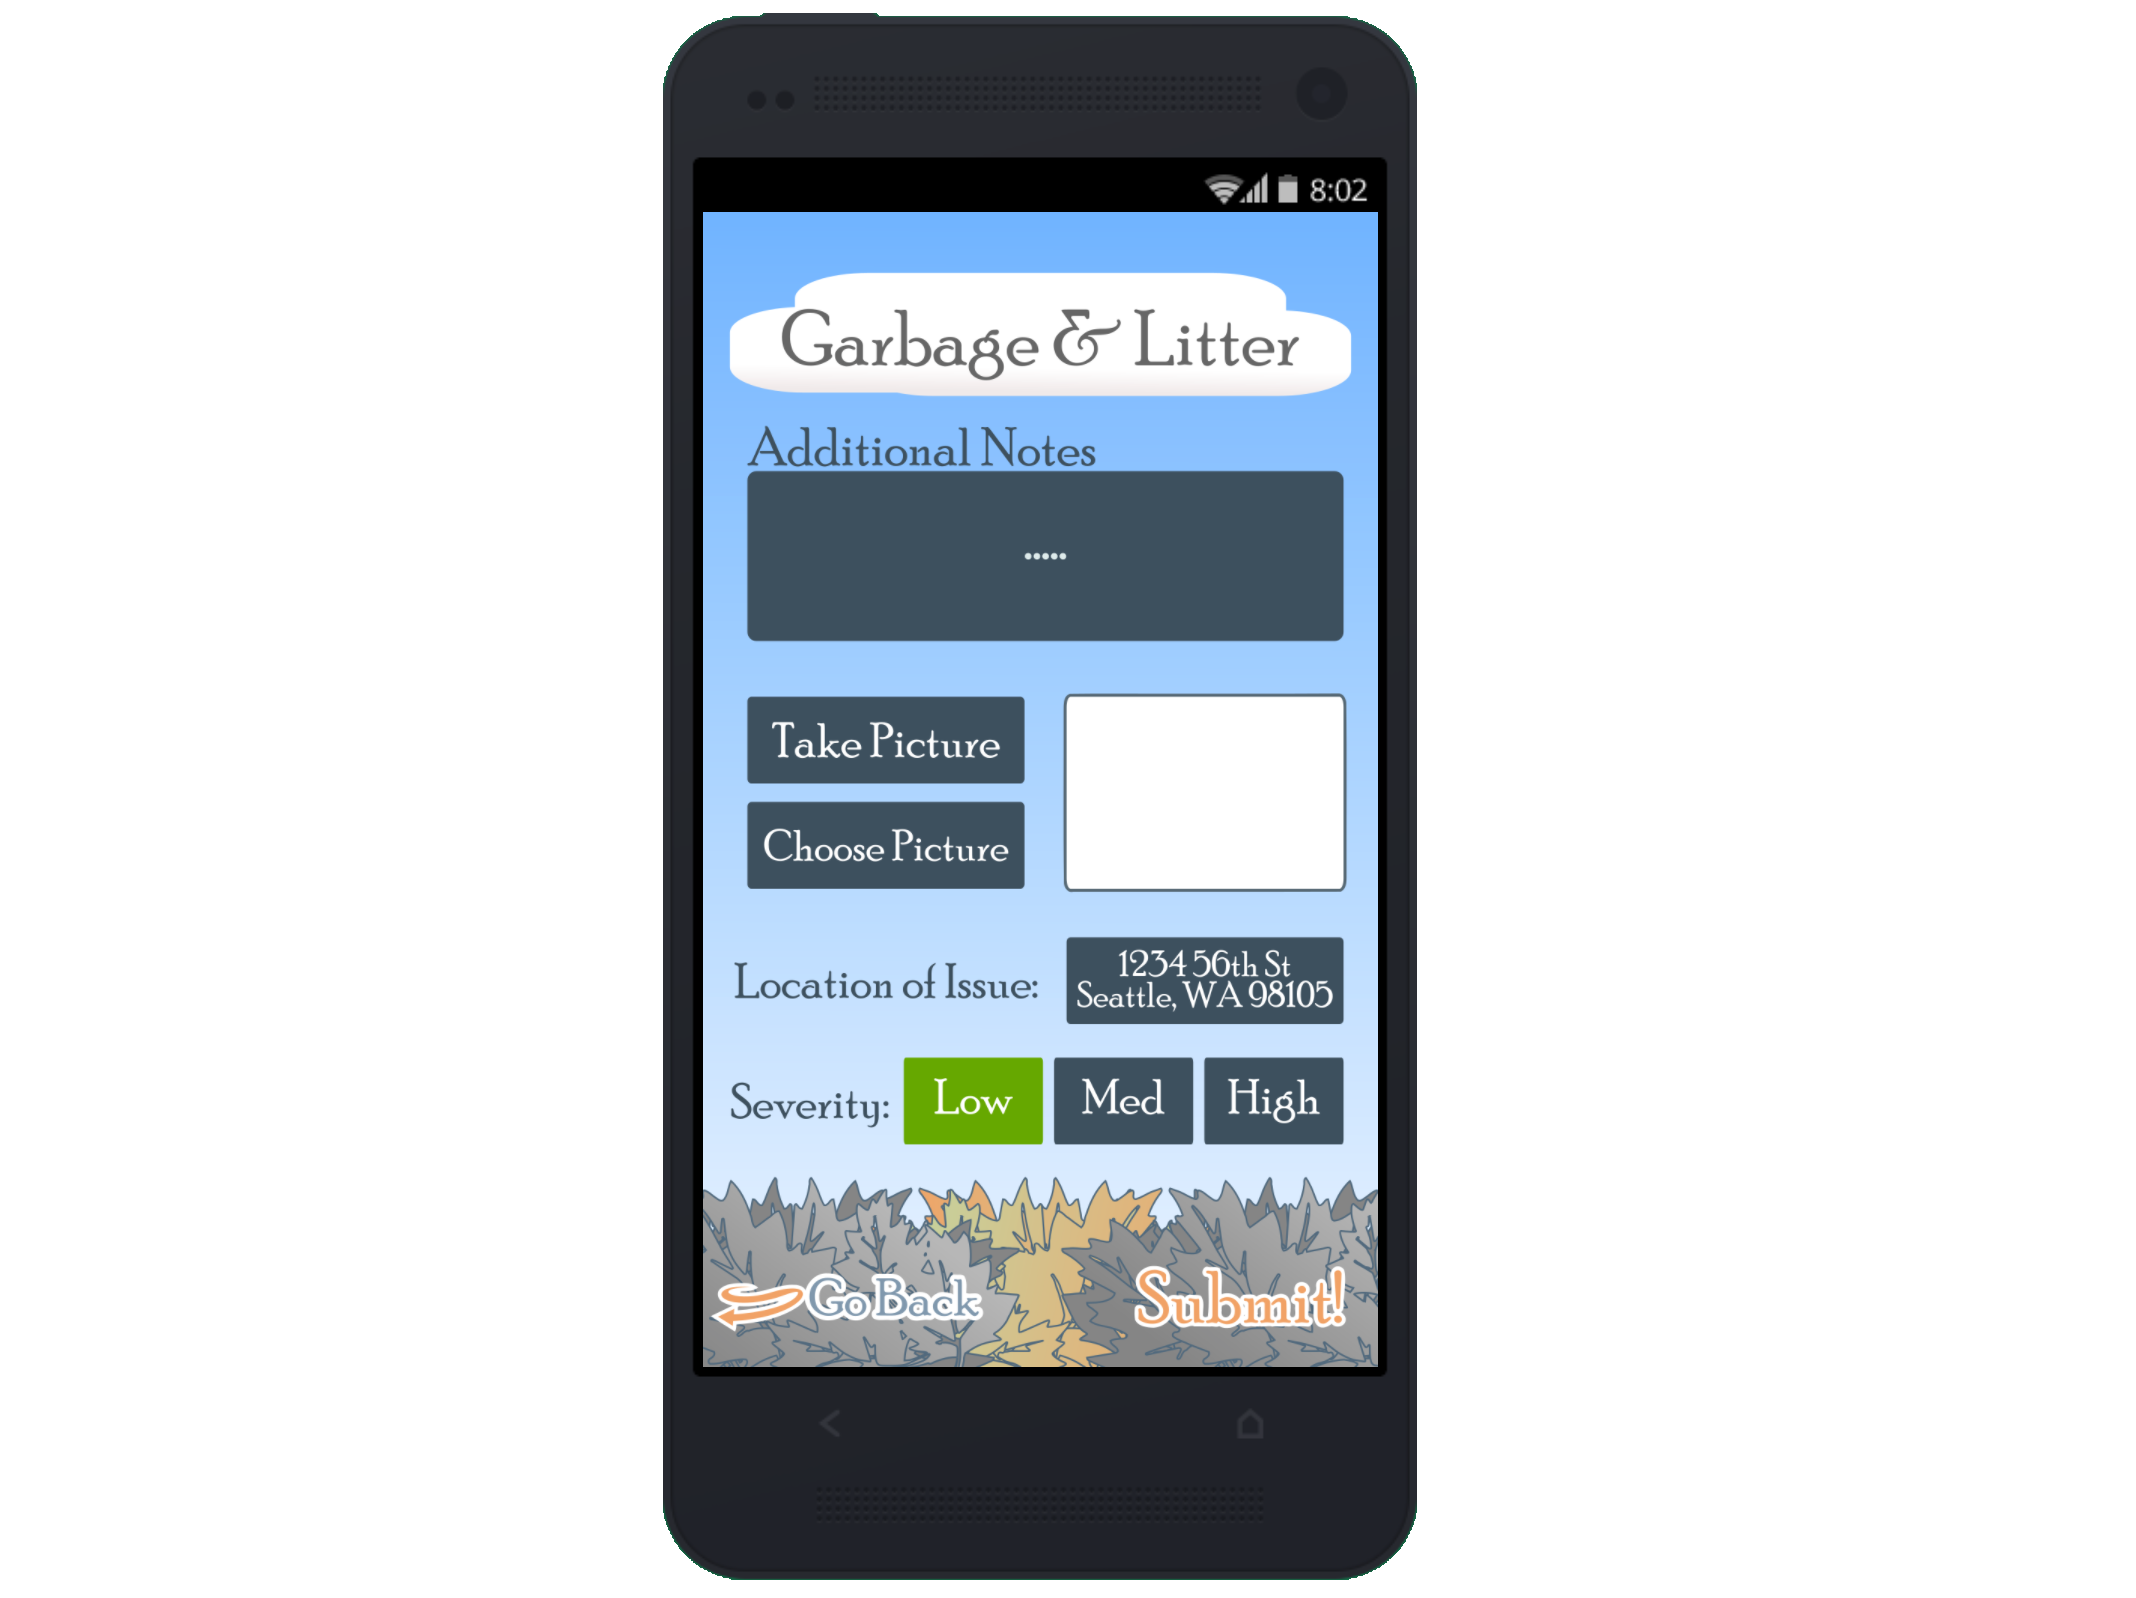 8:02
Garbage & Litter
Additional Notes
•••••
Take Picture
Choose Picture
Location of Issue:
1234 56th St
Seattle, WA 98105
Severity:
Low
Med
High
Go Back
Submit!